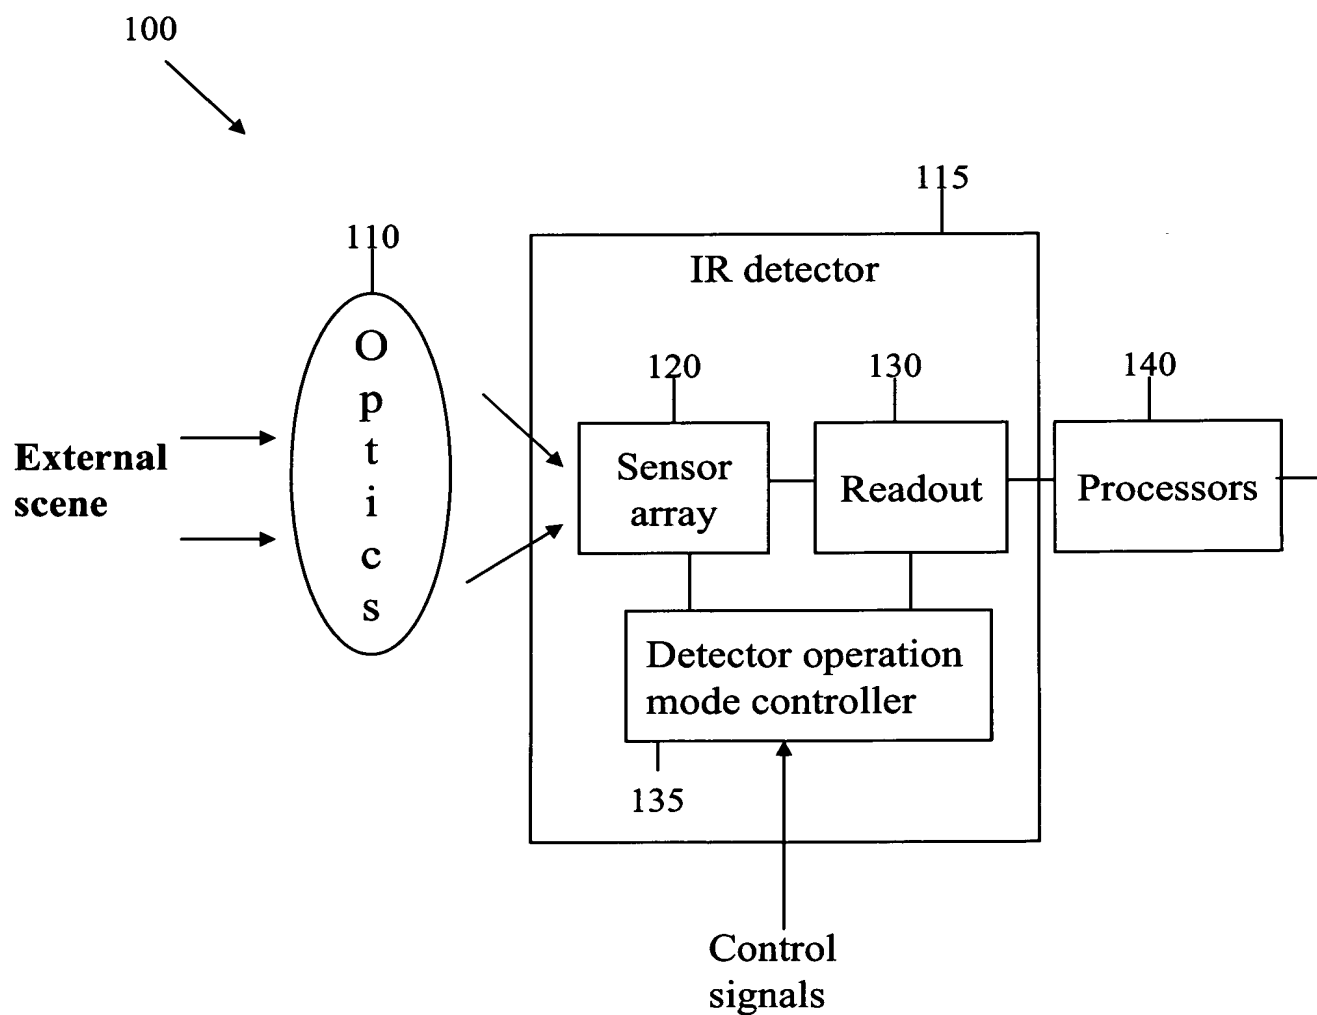 100
115
110
IR detector
O
p
t
i
c
s
120
130
140
External
scene
Sensor
array
Readout
Processors
Detector operation
mode controller
135
Control
signals